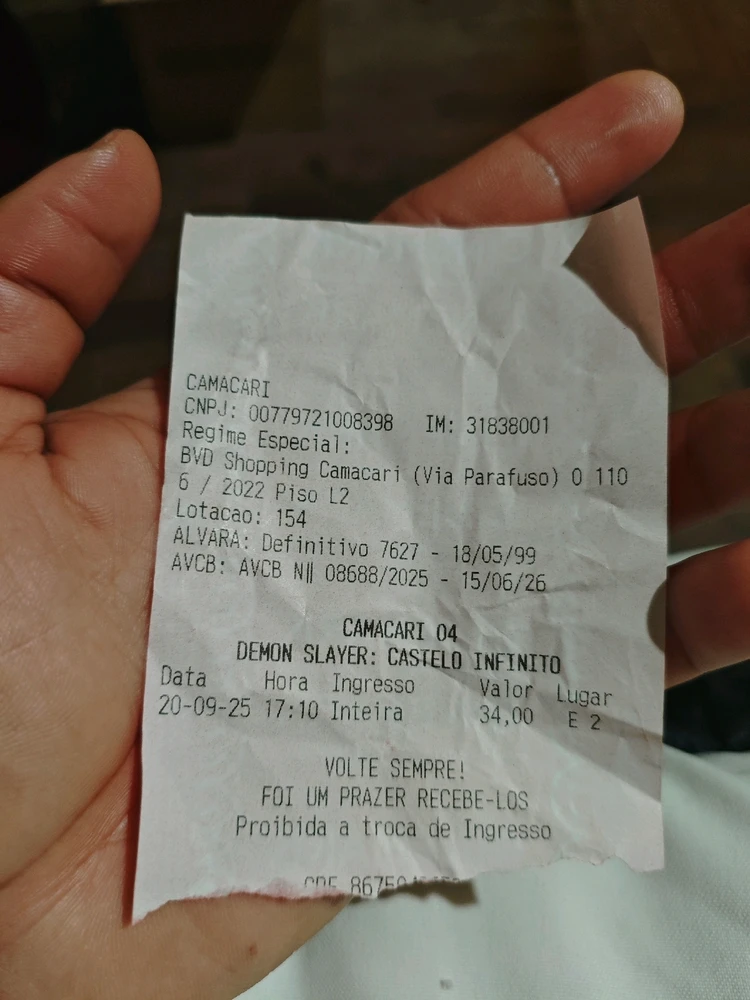 CAMACARI
CNPJ: 00779721008398 IM: 31838001
Regime Especial:
BVD Shopping Camacari (Via Parafuso) 0 110
6 / 2022 Piso L2
Lotacao: 154
ALVARA: Definitivo 7627 - 18/05/99
AVCB: AVCB N‖ 08688/2025 - 15/06/26
CAMACARI 04
DEMON SLAYER: CASTELO INFINITO
Data Hora Ingresso Valor Lugar
20-09-25 17:10 Inteira 34,00 E 2
VOLTE SEMPRE!
FOI UM PRAZER RECEBE-LOS
Proibida a troca de Ingresso